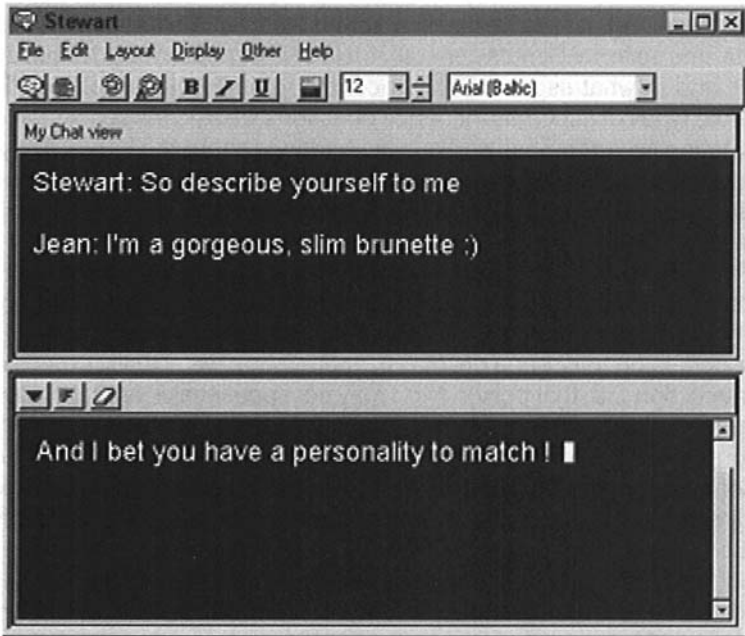 Stewart
File Edit Layout Display Other Help
B I U 12 Arial (Baltic)
My Chat view
Stewart: So describe yourself to me
Jean: I'm a gorgeous, slim brunette :)
And I bet you have a personality to match !